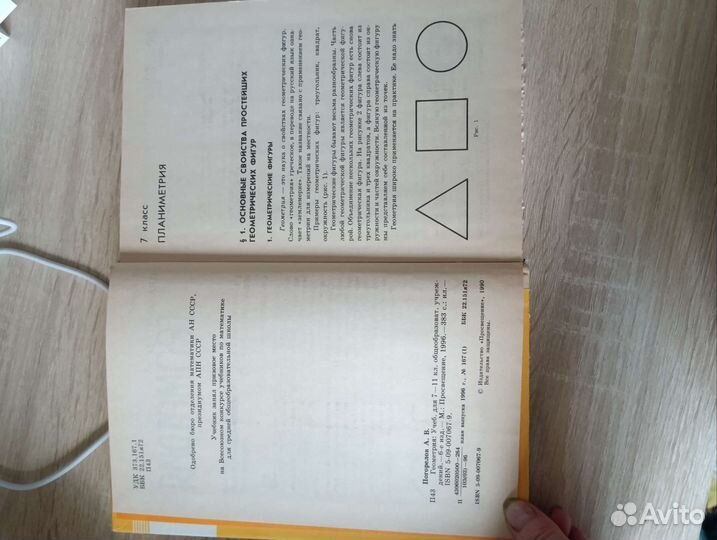 УДК 373.167.1
ББК 22.151я72
П43
Одобрено бюро отделения математики АН СССР,
президиумом АПН СССР
Учебник занял призовое место
на Всесоюзном конкурсе учебников по математике
для средней общеобразовательной школы
Погорелов А. В.
П43 Геометрия: Учеб. для 7—11 кл. общеобразоват. учреж-
дений.—6-е изд.— М.: Просвещение, 1996.—383 с.: ил.—
ISBN 5-09-007067-9.
ББК 22.151я72
план выпуска 1996 г., № 167 (1)
ISBN 5-09-007067-9
© Издательство «Просвещение», 1990
Все права защищены.
7 класс
ПЛАНИМЕТРИЯ
§ 1. ОСНОВНЫЕ СВОЙСТВА ПРОСТЕЙШИХ
ГЕОМЕТРИЧЕСКИХ ФИГУР
1. ГЕОМЕТРИЧЕСКИЕ ФИГУРЫ
Геометрия — это наука о свойствах геометрических фигур.
Слово «геометрия» греческое, в переводе на русский язык озна-
чает «землемерие». Такое название связано с применением гео-
метрии для измерений на местности.
Примеры геометрических фигур: треугольник, квадрат,
окружность (рис. 1).
Геометрические фигуры бывают весьма разнообразны. Часть
любой геометрической фигуры является геометрической фигу-
рой. Объединение нескольких геометрических фигур есть снова
геометрическая фигура. На рисунке 2 фигура слева состоит из
треугольника и трех квадратов, а фигура справа состоит из ок-
ружности и частей окружности. Всякую геометрическую фигуру
мы представляем себе составленной из точек.
Геометрия широко применяется на практике. Ее надо знать
Рис. 1
Avito